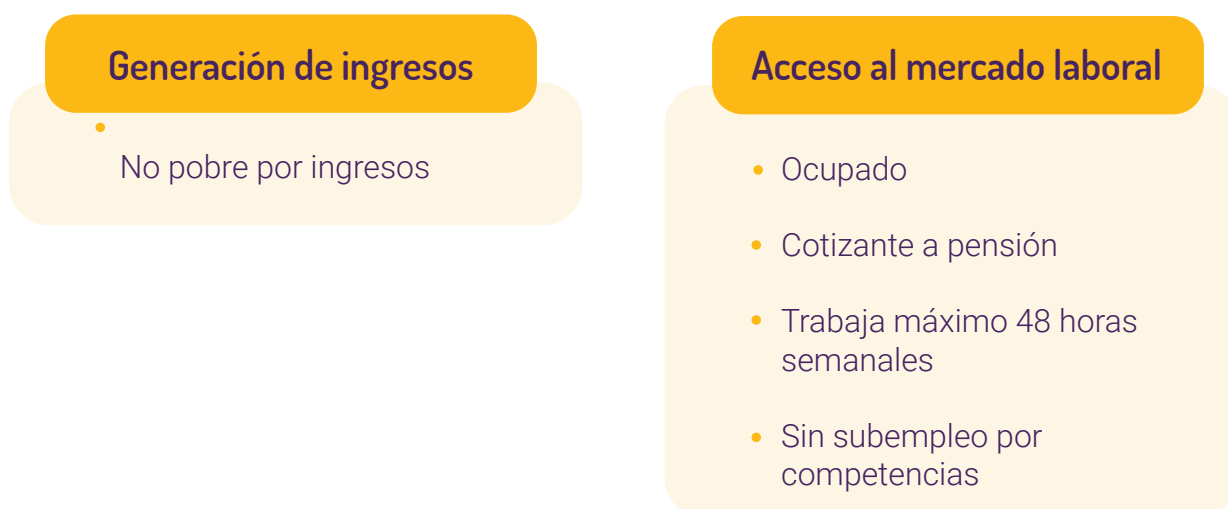 Generación de ingresos
• No pobre por ingresos
Acceso al mercado laboral
• Ocupado
• Cotizante a pensión
• Trabaja máximo 48 horas
semanales
• Sin subempleo por
competencias